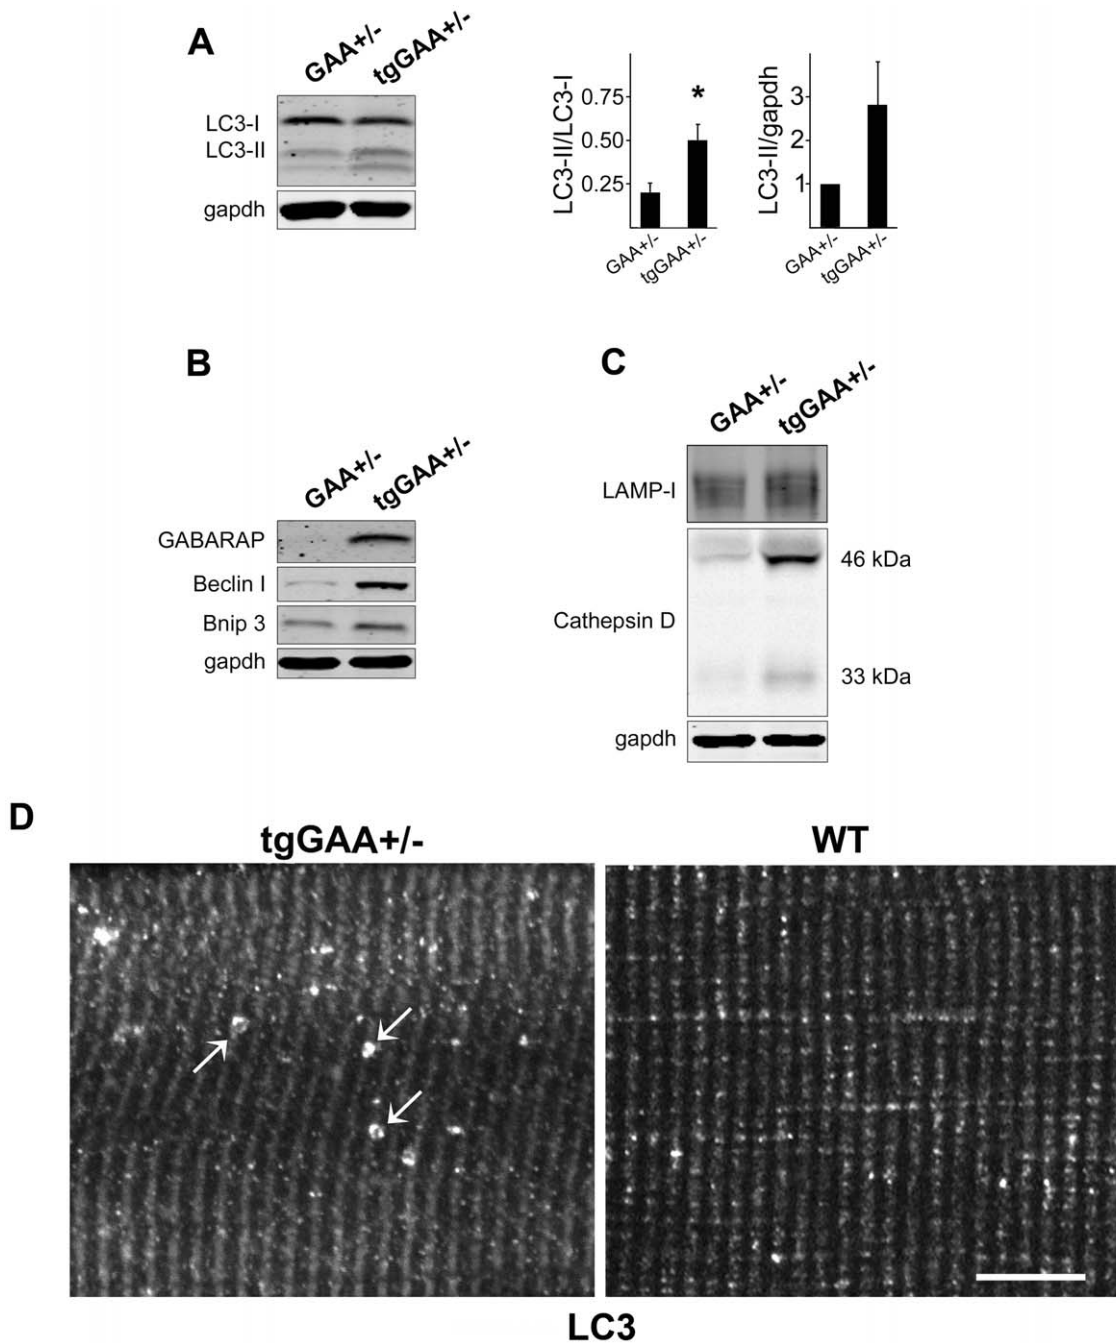 A
GAA+/-
tgGAA+/-
LC3-I
LC3-II
gapdh
LC3-II/LC3-I
0.75
0.50
0.25
*
GAA+/-
tgGAA+/-
LC3-II/gapdh
3
2
1
GAA+/-
tgGAA+/-
B
GAA+/-
tgGAA+/-
GABARAP
Beclin I
Bnip 3
gapdh
C
GAA+/-
tgGAA+/-
LAMP-I
Cathepsin D
46 kDa
33 kDa
gapdh
D
tgGAA+/-
WT
LC3